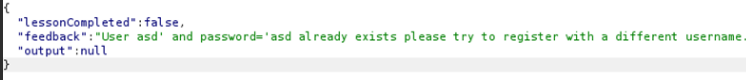 {
"lessonCompleted":false,
"feedback":"User asd' and password='asd already exists please try to register with a different username.
"output":null
}